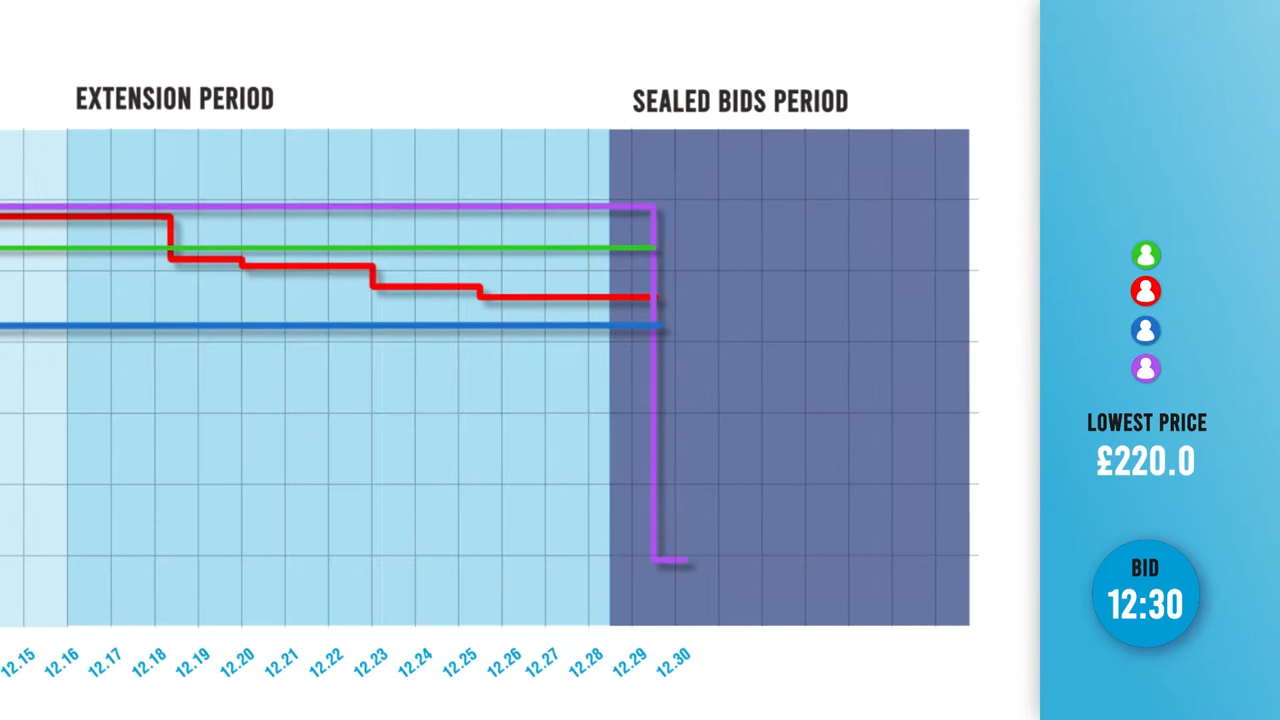 EXTENSION PERIOD
SEALED BIDS PERIOD
LOWEST PRICE
£220.0
BID
12:30
12.15 12.16 12.17 12.18 12.19 12.20 12.21 12.22 12.23 12.24 12.25 12.26 12.27 12.28 12.29 12.30